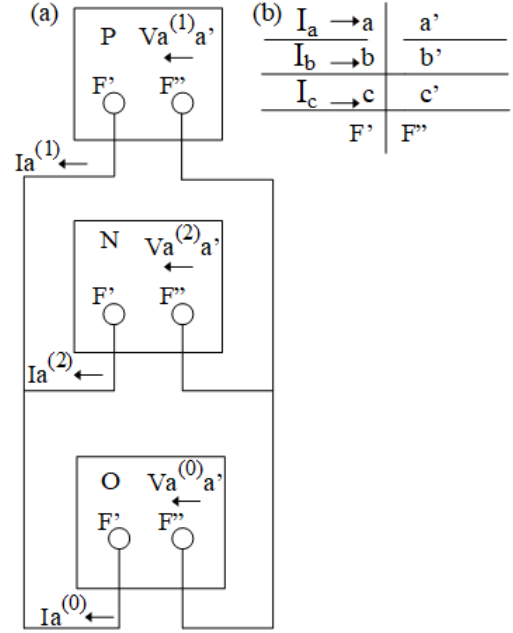 (a)
P Va(1)a’
F’ F”
Ia(1)
N Va(2)a’
F’ F”
Ia(2)
O Va(0)a’
F’ F”
Ia(0)
(b)
Ia a a’
Ib b b’
Ic c c’
F’ F”